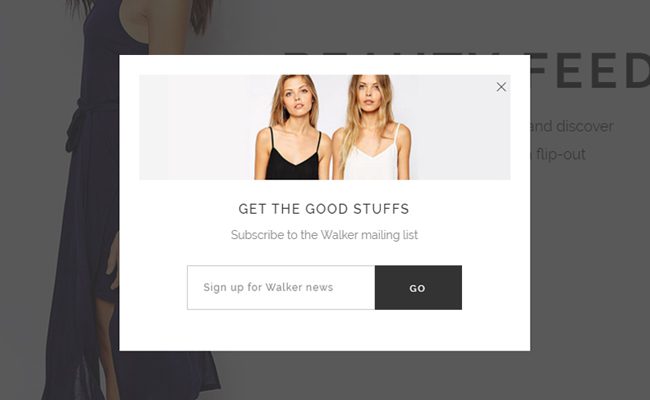 BEAUTY FEED
and discover
flip-out
GET THE GOOD STUFFS
Subscribe to the Walker mailing list
Sign up for Walker news
GO